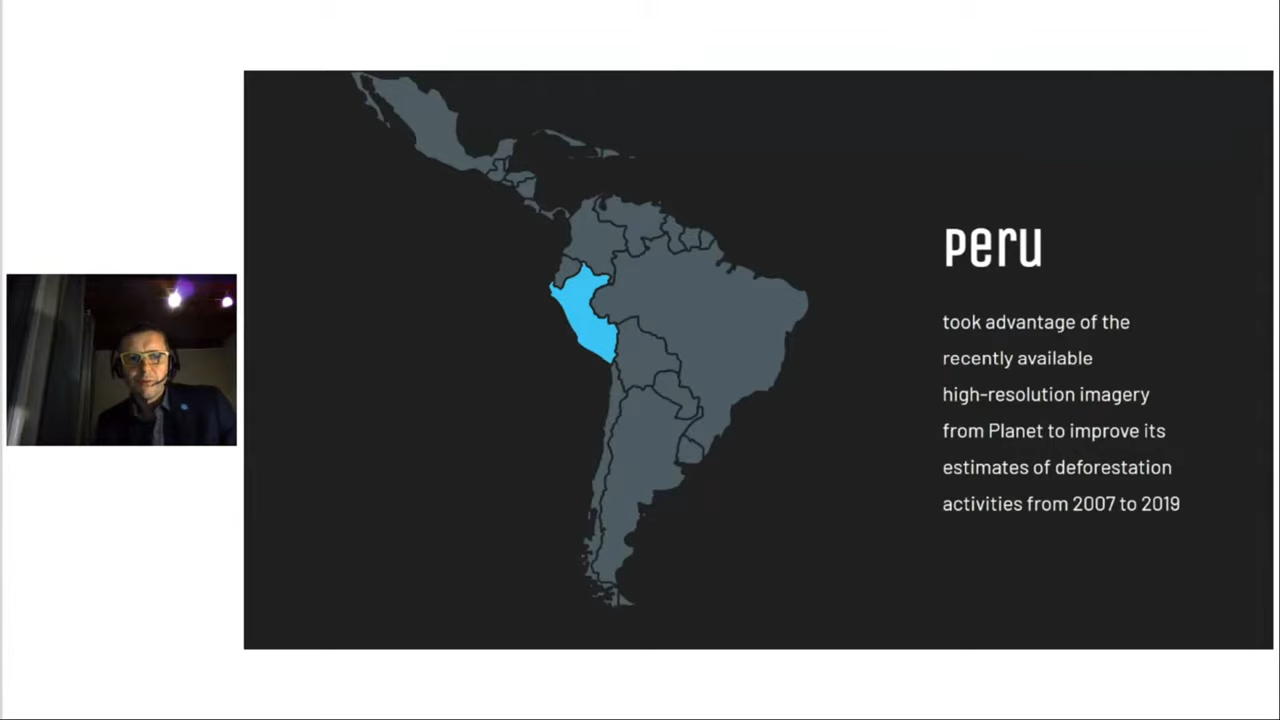 Peru
took advantage of the
recently available
high-resolution imagery
from Planet to improve its
estimates of deforestation
activities from 2007 to 2019